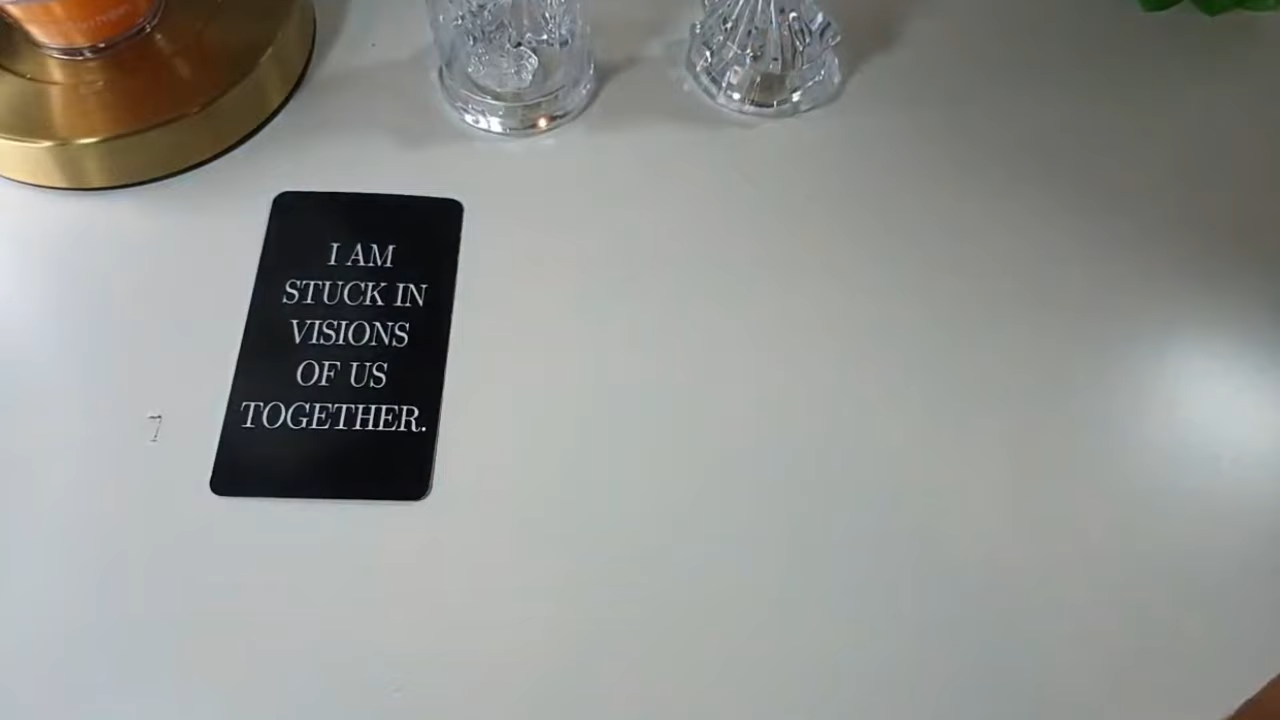 I AM
STUCK IN
VISIONS
OF US
TOGETHER.
7